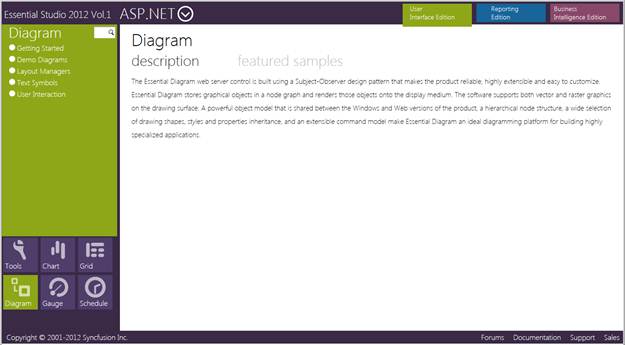 Essential Studio 2012 Vol.1 ASP.NET
User
Interface Edition
Reporting
Edition
Business
Intelligence Edition
Diagram
Getting Started
Demo Diagrams
Layout Managers
Text Symbols
User Interaction
Diagram
description featured samples
The Essential Diagram web server control is built using a Subject-Observer design pattern that makes the product reliable, highly extensible and easy to customize.
Essential Diagram stores graphical objects in a node graph and renders those objects onto the display medium. The software supports both vector and raster graphics
on the drawing surface. A powerful object model that is shared between the Windows and Web versions of the product, a hierarchical node structure, a wide selection
of drawing shapes, styles and properties inheritance, and an extensible command model make Essential Diagram an ideal diagramming platform for building highly
specialized applications.
Tools Chart Grid
Diagram Gauge Schedule
Copyright © 2001-2012 Syncfusion Inc. Forums Documentation Support Sales